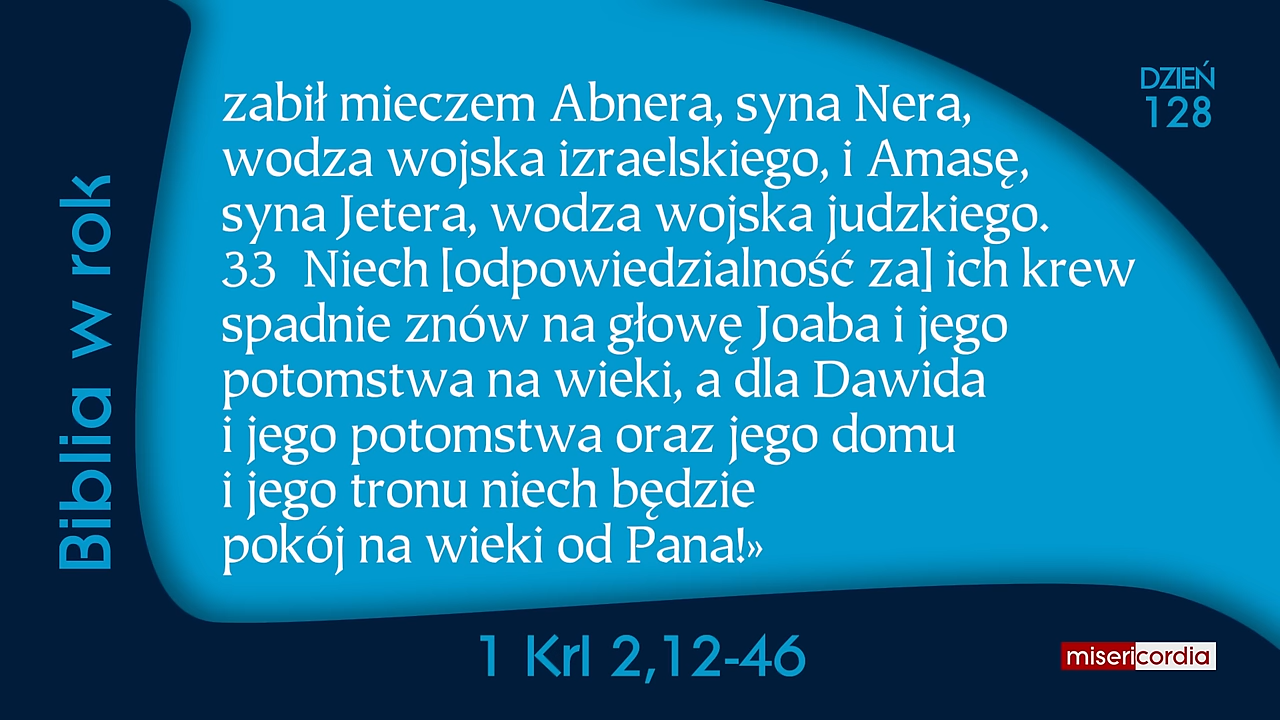 DZIEŃ
128
zabił mieczem Abnera, syna Nera,
wodza wojska izraelskiego, i Amasę,
syna Jetera, wodza wojska judzkiego.
33 Niech [odpowiedzialność za] ich krew
spadnie znów na głowę Joaba i jego
potomstwa na wieki, a dla Dawida
i jego potomstwa oraz jego domu
i jego tronu niech będzie
pokój na wieki od Pana!»
Biblia w rok
1 Krl 2,12-46
misericordia